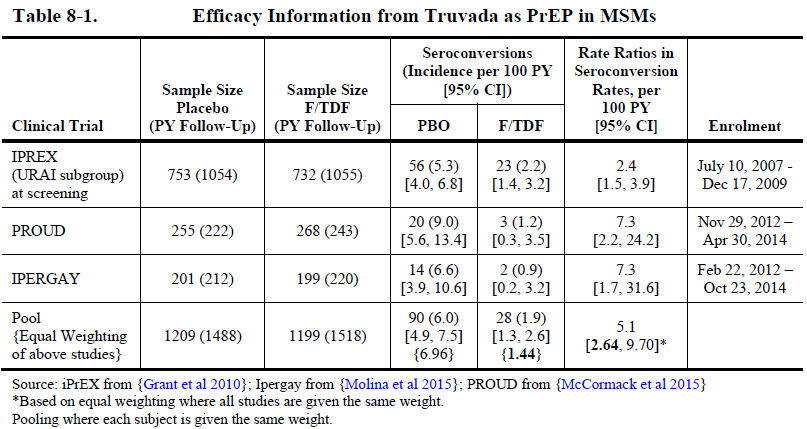 Table 8-1. Efficacy Information from Truvada as PrEP in MSMs
Clinical Trial
Sample Size
Placebo
(PY Follow-Up)
Sample Size
F/TDF
(PY Follow-Up)
Seroconversions
(Incidence per 100 PY
[95% CI])
PBO
F/TDF
Rate Ratios in
Seroconversion
Rates, per
100 PY
[95% CI]
Enrolment
IPREX
(URAI subgroup)
at screening
753 (1054)
732 (1055)
56 (5.3)
[4.0, 6.8]
23 (2.2)
[1.4, 3.2]
2.4
[1.5, 3.9]
July 10, 2007 -
Dec 17, 2009
PROUD
255 (222)
268 (243)
20 (9.0)
[5.6, 13.4]
3 (1.2)
[0.3, 3.5]
7.3
[2.2, 24.2]
Nov 29, 2012 –
Apr 30, 2014
IPERGAY
201 (212)
199 (220)
14 (6.6)
[3.9, 10.6]
2 (0.9)
[0.2, 3.2]
7.3
[1.7, 31.6]
Feb 22, 2012 –
Oct 23, 2014
Pool
{Equal Weighting
of above studies}
1209 (1488)
1199 (1518)
90 (6.0)
[4.9, 7.5]
{6.96}
28 (1.9)
[1.3, 2.6]
{1.44}
5.1
[2.64, 9.70]*
Source: iPrEX from {Grant et al 2010}; Ipergay from {Molina et al 2015}; PROUD from {McCormack et al 2015}
*Based on equal weighting where all studies are given the same weight.
Pooling where each subject is given the same weight.